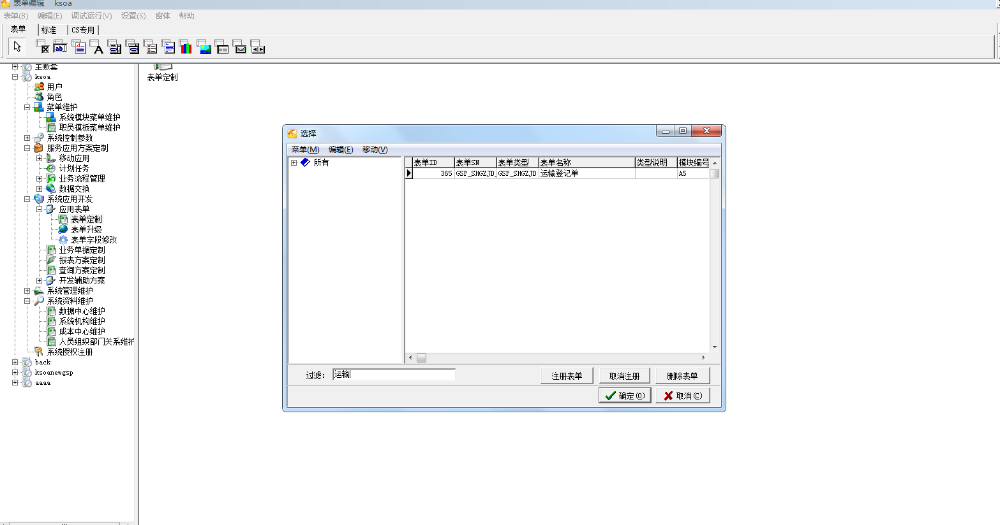 表单编辑 ksoa
表单(B) 编辑(E) 调试运行(V) 设置(S) 窗体 帮助
表单 标准 CS专用
主账套
ksoa
用户
角色
菜单维护
系统模块菜单维护
职员模板菜单维护
系统控制参数
服务应用方案定制
移动应用
计划任务
业务流程管理
数据交换
系统应用开发
应用表单
表单定制
表单升级
表单字段修改
业务单据定制
报表方案定制
查询方案定制
开发辅助方案
系统管理维护
系统资料维护
数据中心维护
系统机构维护
成本中心维护
人员组织部门关系维护
系统授权注册
back
ksoanewgsp
aaaa
表单定制
选择
菜单(M) 编辑(E) 移动(V)
所有
表单ID 表单SN 表单类型 表单名称 类型说明 模块编号
365 GSP_SHGZJD_ GSP_SHGZJD 运输登记单 A5
过滤： 运输 注册表单 取消注册 删除表单
确定(O) 取消(C)